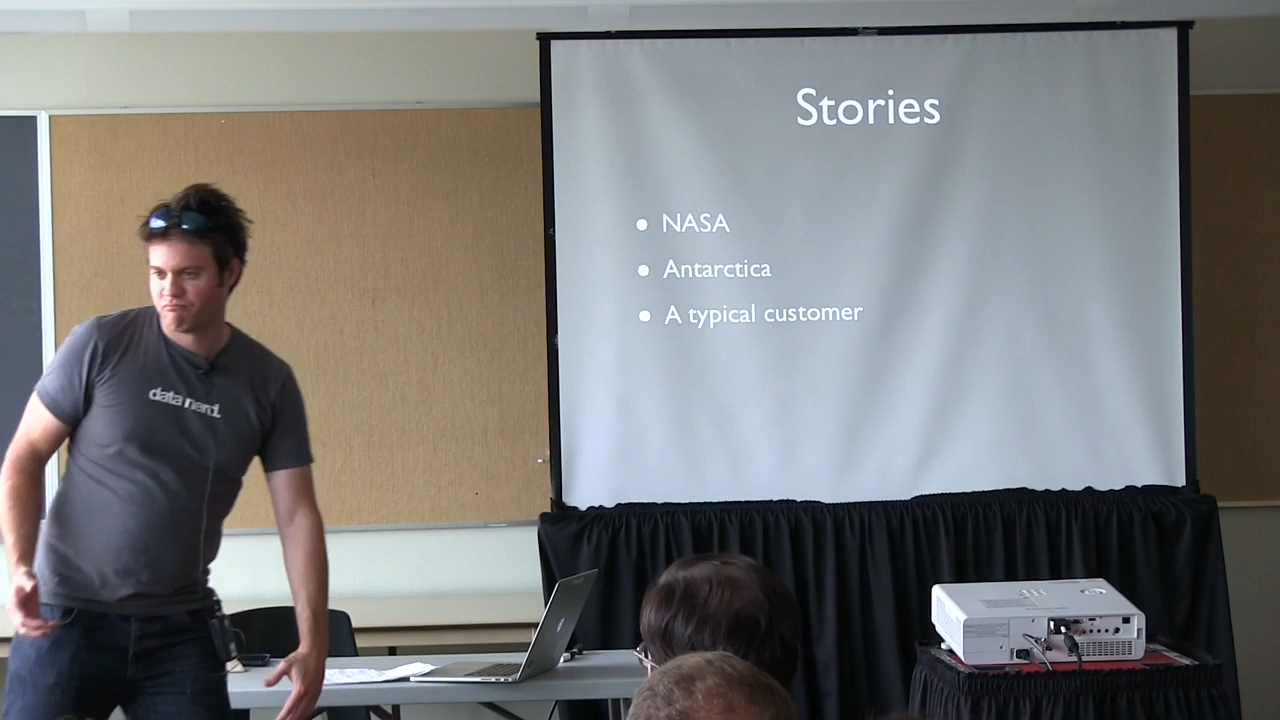 Stories
NASA
Antarctica
A typical customer
data nerd.